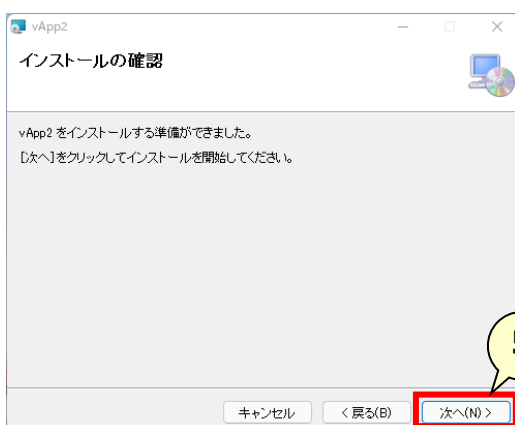 vApp2
インストールの確認
vApp2 をインストールする準備ができました。
[次へ]をクリックしてインストールを開始してください。
キャンセル
< 戻る(B)
次へ(N) >